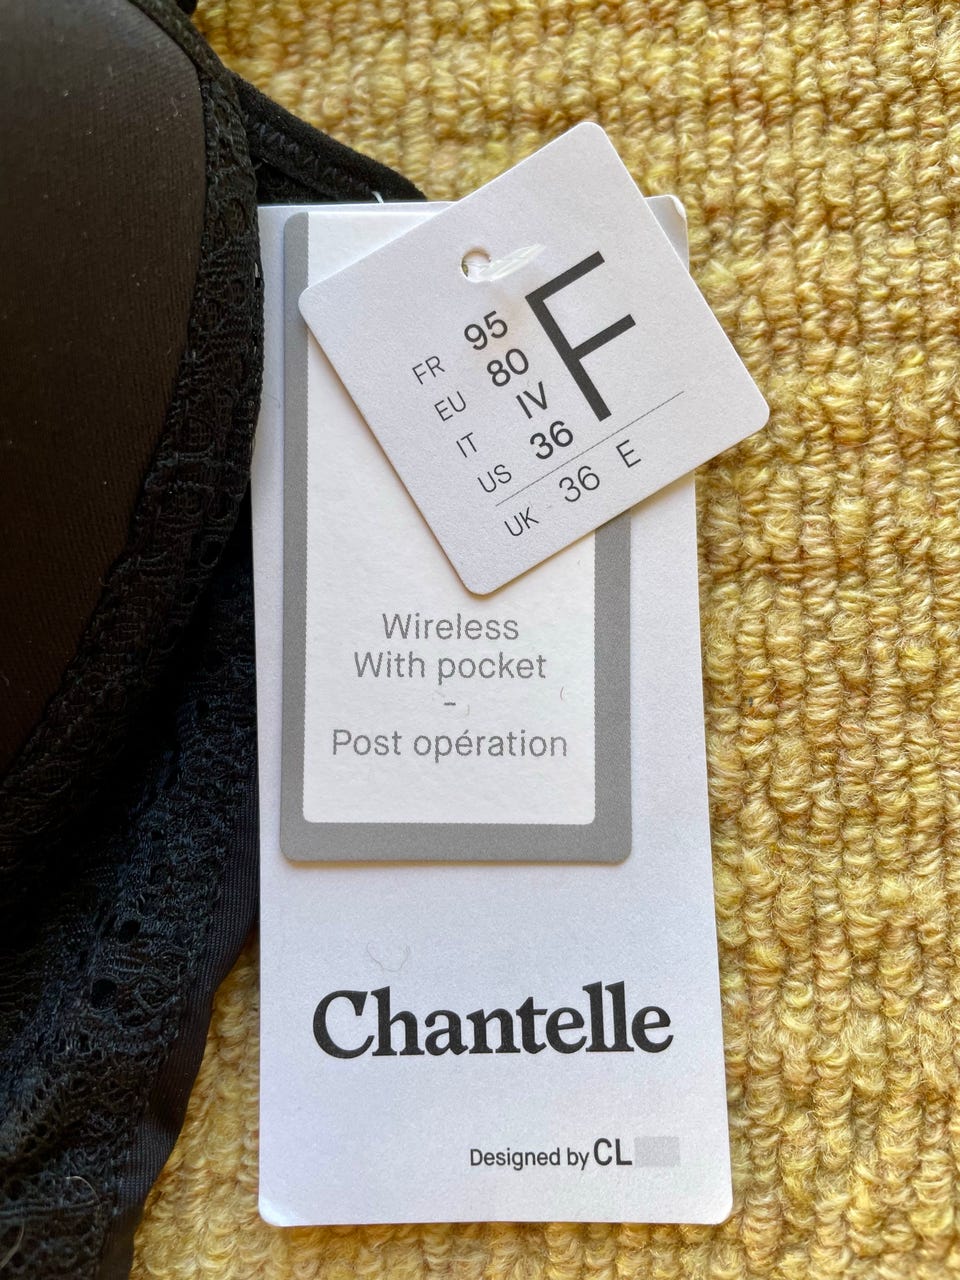 FR 95 F
EU 80
IT IV
US 36
UK 36 E
Wireless
With pocket
-
Post opération
Chantelle
Designed by CL